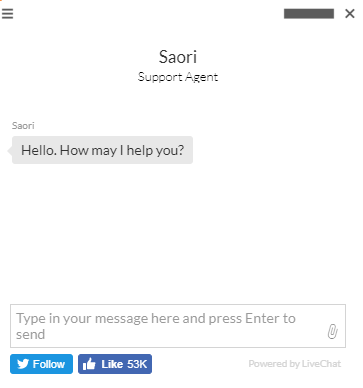 Saori
Support Agent
Saori
Hello. How may I help you?
Type in your message here and press Enter to
send
Follow
Like 53K
Powered by LiveChat